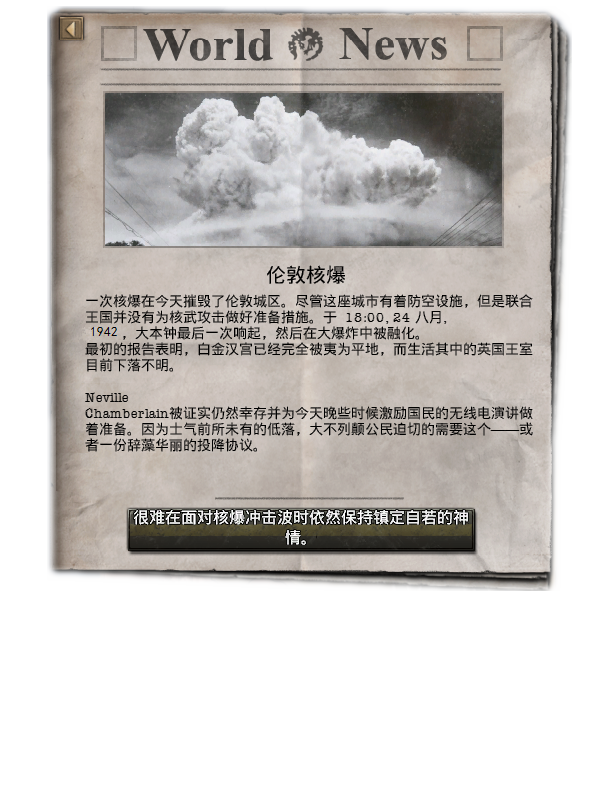 World News
伦敦核爆
一次核爆在今天摧毁了伦敦城区。尽管这座城市有着防空设施，但是联合
王国并没有为核武攻击做好准备措施。于 18:00, 24 八月,
1942 ，大本钟最后一次响起，然后在大爆炸中被融化。
最初的报告表明，白金汉宫已经完全被夷为平地，而生活其中的英国王室
目前下落不明。
Neville
Chamberlain被证实仍然幸存并为今天晚些时候激励国民的无线电演讲做
着准备。因为士气前所未有的低落，大不列颠公民迫切的需要这个——或
者一份辞藻华丽的投降协议。
很难在面对核爆冲击波时依然保持镇定自若的神
情。